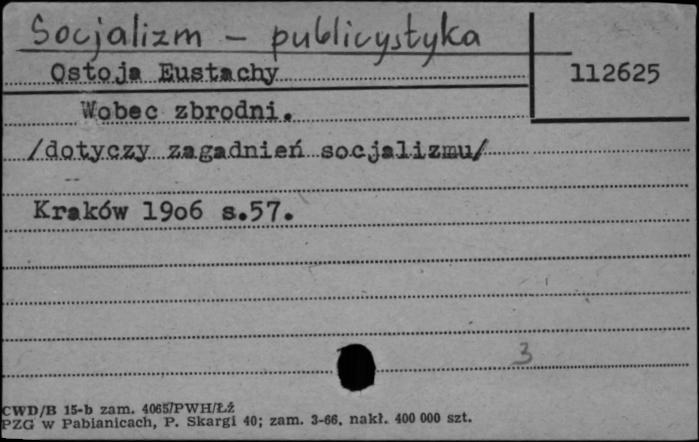 Socjalizm – publicystyka
Ostoja Eustachy
112625
Wobec zbrodni.
/dotyczy zagadnień socjalizmu/
Kraków 19o6 s.57.
3
CWD/B 15-b zam. 4065/PWH/Łź
PZG w Pabianicach, P. Skargi 40; zam. 3-66. nakł. 400 000 szt.